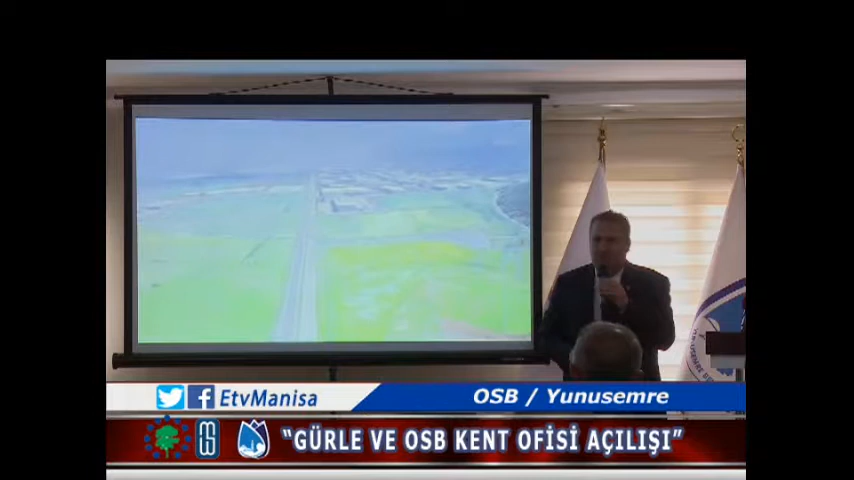 EtvManisa
OSB / Yunusemre
"GÜRLE VE OSB KENT OFİSİ AÇILIŞI"